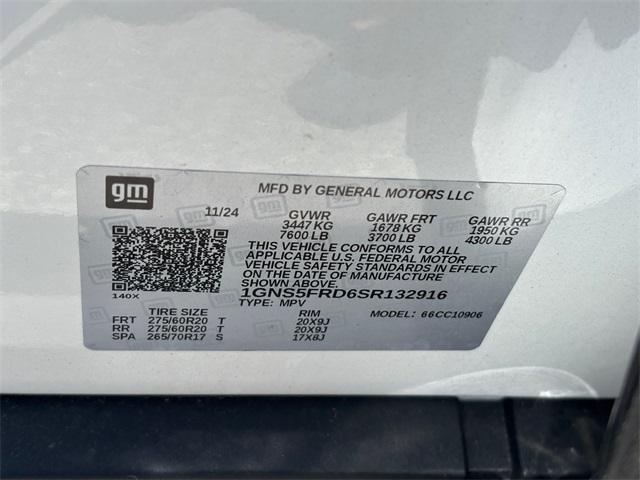 gm
MFD BY GENERAL MOTORS LLC
11/24 GVWR GAWR FRT GAWR RR
3447 KG 1678 KG 1950 KG
7600 LB 3700 LB 4300 LB
THIS VEHICLE CONFORMS TO ALL
APPLICABLE U.S. FEDERAL MOTOR
VEHICLE SAFETY STANDARDS IN EFFECT
ON THE DATE OF MANUFACTURE
SHOWN ABOVE.
140X 1GNS5FRD6SR132916
TYPE: MPV
TIRE SIZE RIM MODEL: 66CC10906
FRT 275/60R20 T 20X9J
RR 275/60R20 T 20X9J
SPA 265/70R17 S 17X8J